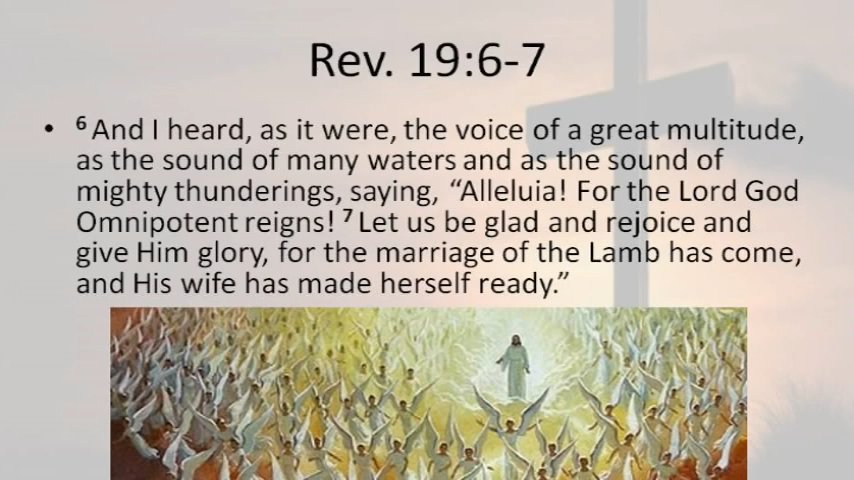 Rev. 19:6-7
• ⁶ And I heard, as it were, the voice of a great multitude,
as the sound of many waters and as the sound of
mighty thunderings, saying, “Alleluia! For the Lord God
Omnipotent reigns! ⁷ Let us be glad and rejoice and
give Him glory, for the marriage of the Lamb has come,
and His wife has made herself ready.”